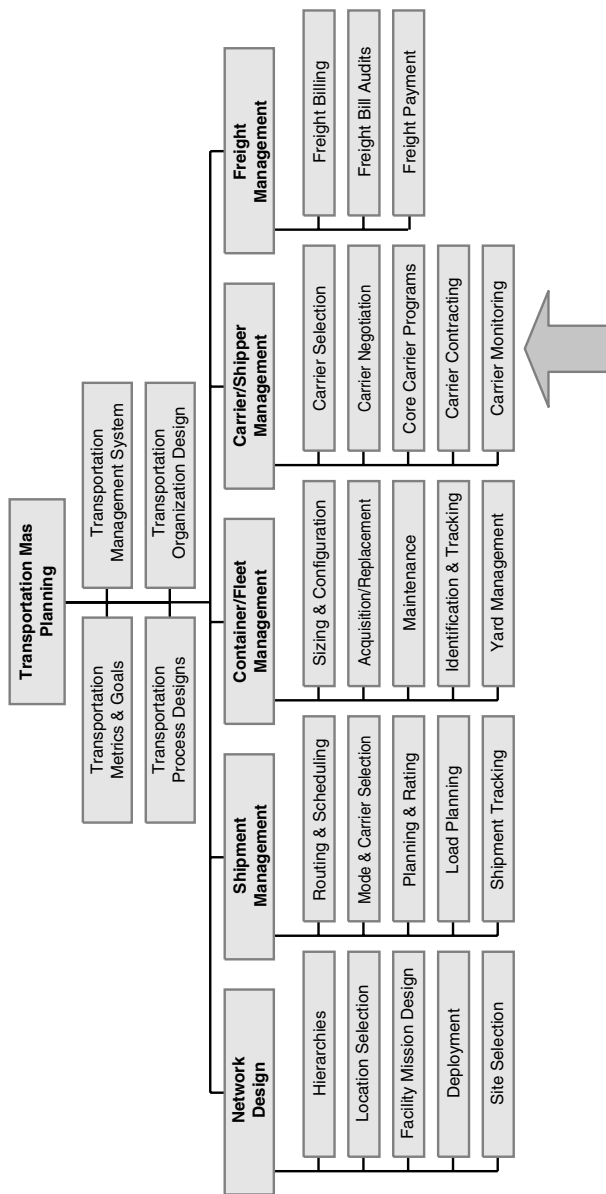 Transportation Mas
Planning
Transportation
Metrics & Goals
Transportation
Management System
Transportation
Process Designs
Transportation
Organization Design
Network
Design
Hierarchies
Location Selection
Facility Mission Design
Deployment
Site Selection
Shipment
Management
Routing & Scheduling
Mode & Carrier Selection
Planning & Rating
Load Planning
Shipment Tracking
Container/Fleet
Management
Sizing & Configuration
Acquisition/Replacement
Maintenance
Identification & Tracking
Yard Management
Carrier/Shipper
Management
Carrier Selection
Carrier Negotiation
Core Carrier Programs
Carrier Contracting
Carrier Monitoring
Freight
Management
Freight Billing
Freight Bill Audits
Freight Payment